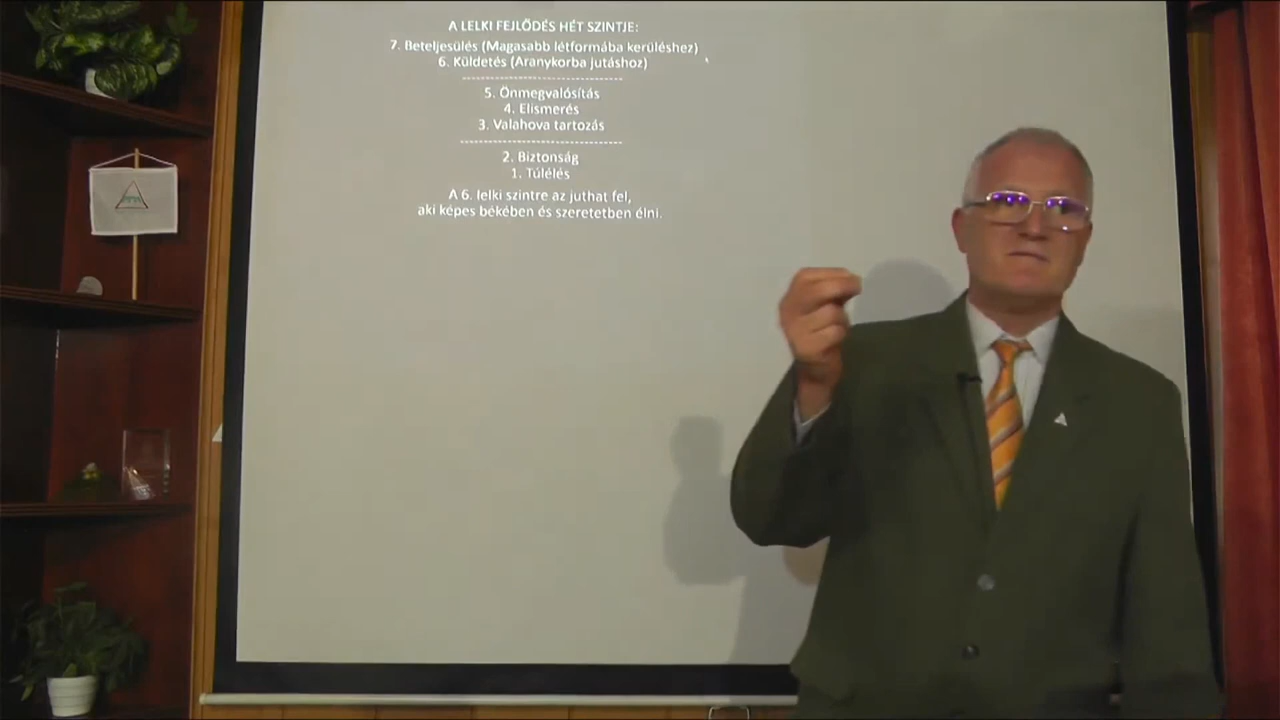 A LELKI FEJLŐDÉS HÉT SZINTJE:
7. Beteljesülés (Magasabb létformába kerüléshez)
6. Küldetés (Aranykorba jutáshoz)
------------------------------
5. Önmegvalósítás
4. Elismerés
3. Valahova tartozás
------------------------------
2. Biztonság
1. Túlélés
A 6. lelki szintre az juthat fel,
aki képes békében és szeretetben élni.